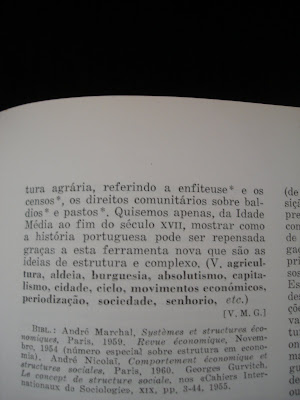 tura agrária, referindo a enfiteuse* e os
censos*, os direitos comunitários sobre bal-
dios* e pastos*. Quisemos apenas, da Idade
Média ao fim do século XVII, mostrar como
a história portuguesa pode ser repensada
graças a esta ferramenta nova que são as
ideias de estrutura e complexo, (V. agricul-
tura, aldeia, burguesia, absolutismo, capita-
lismo, cidade, ciclo, movimentos económicos,
periodização, sociedade, senhorio, etc.)
[V. M. G.]
BIBL.: André Marchal, Systèmes et structures éco-
nomiques, Paris, 1959. Revue économique, Novem-
bro, 1954 (número especial sobre estrutura em econo-
mia). André Nicolaï, Comportement économique et
structures sociales, Paris, 1960. Georges Gurvitch,
Le concept de structure sociale, nos «Cahiers Inter-
nationaux de Sociologie», XIX, pp. 3-44, 1955.
(de
siçã
pro